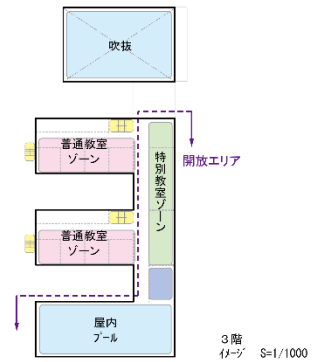 吹抜
普通教室
ゾーン
特別教室ゾーン
開放エリア
普通教室
ゾーン
屋内
プール
3階
イメージ S=1/1000